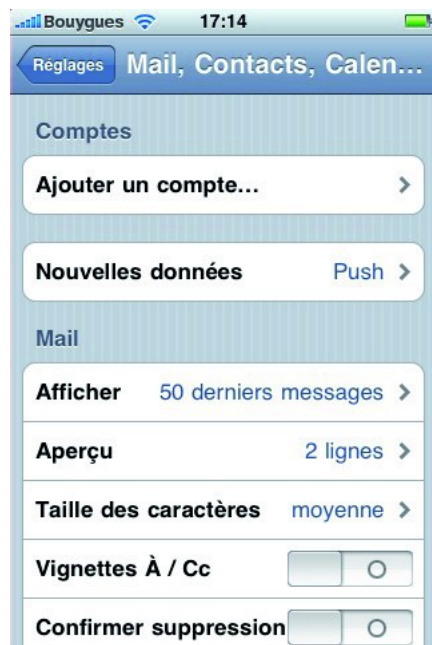 Bouygues 17:14
Réglages Mail, Contacts, Calen...
Comptes
Ajouter un compte...
Nouvelles données Push
Mail
Afficher 50 derniers messages
Aperçu 2 lignes
Taille des caractères moyenne
Vignettes À / Cc
Confirmer suppression